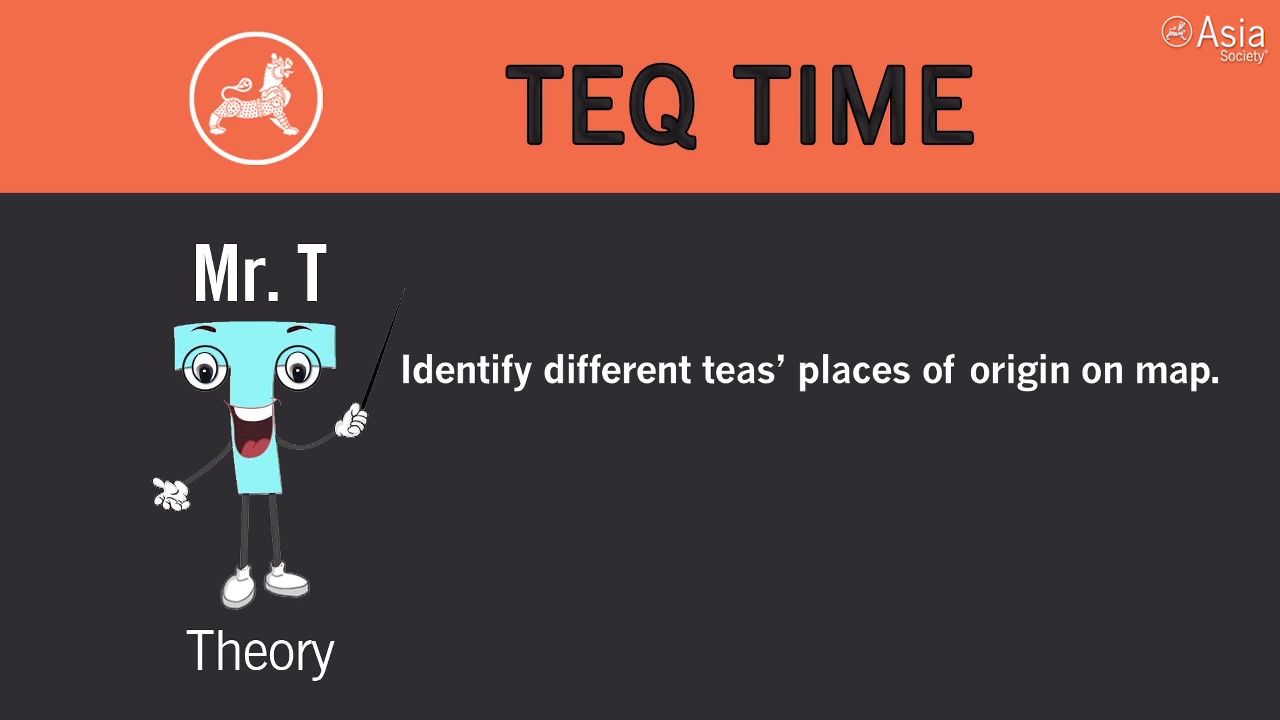 Asia
Society
TEQ TIME
Mr. T
Identify different teas’ places of origin on map.
Theory